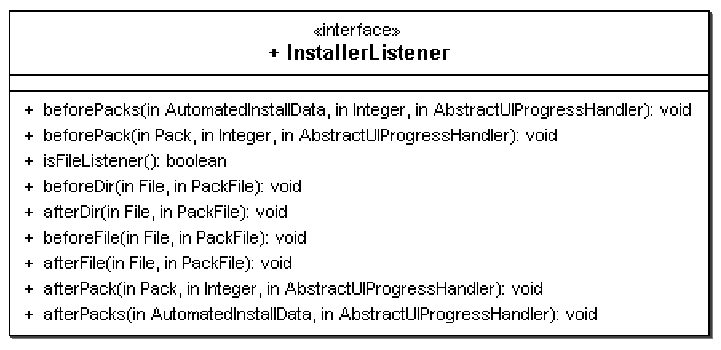 «interface»
+ InstallerListener
+ beforePacks(in AutomatedInstallData, in Integer, in AbstractUIProgressHandler): void
+ beforePack(in Pack, in Integer, in AbstractUIProgressHandler): void
+ isFileListener(): boolean
+ beforeDir(in File, in PackFile): void
+ afterDir(in File, in PackFile): void
+ beforeFile(in File, in PackFile): void
+ afterFile(in File, in PackFile): void
+ afterPack(in Pack, in Integer, in AbstractUIProgressHandler): void
+ afterPacks(in AutomatedInstallData, in AbstractUIProgressHandler): void